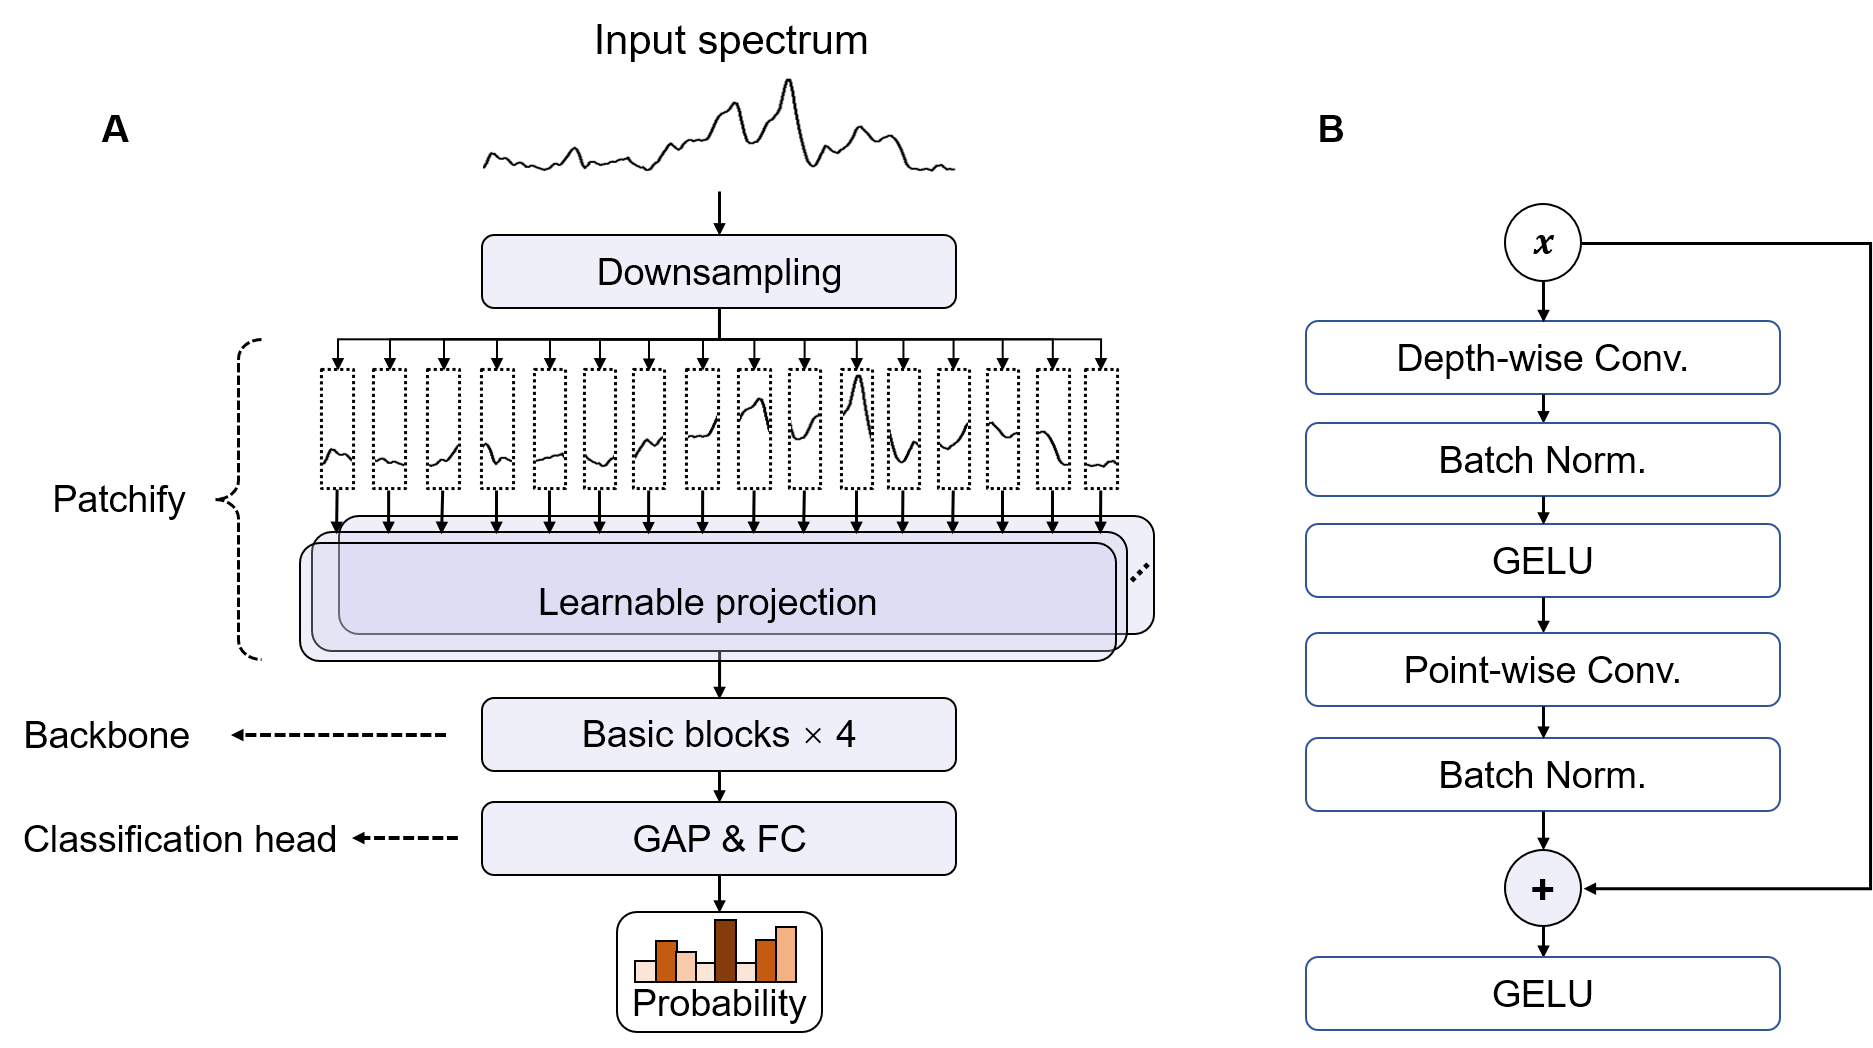 Input spectrum
A
Downsampling
Patchify
Learnable projection
Backbone
Basic blocks × 4
Classification head
GAP & FC
Probability
B
x
Depth-wise Conv.
Batch Norm.
GELU
Point-wise Conv.
Batch Norm.
+
GELU